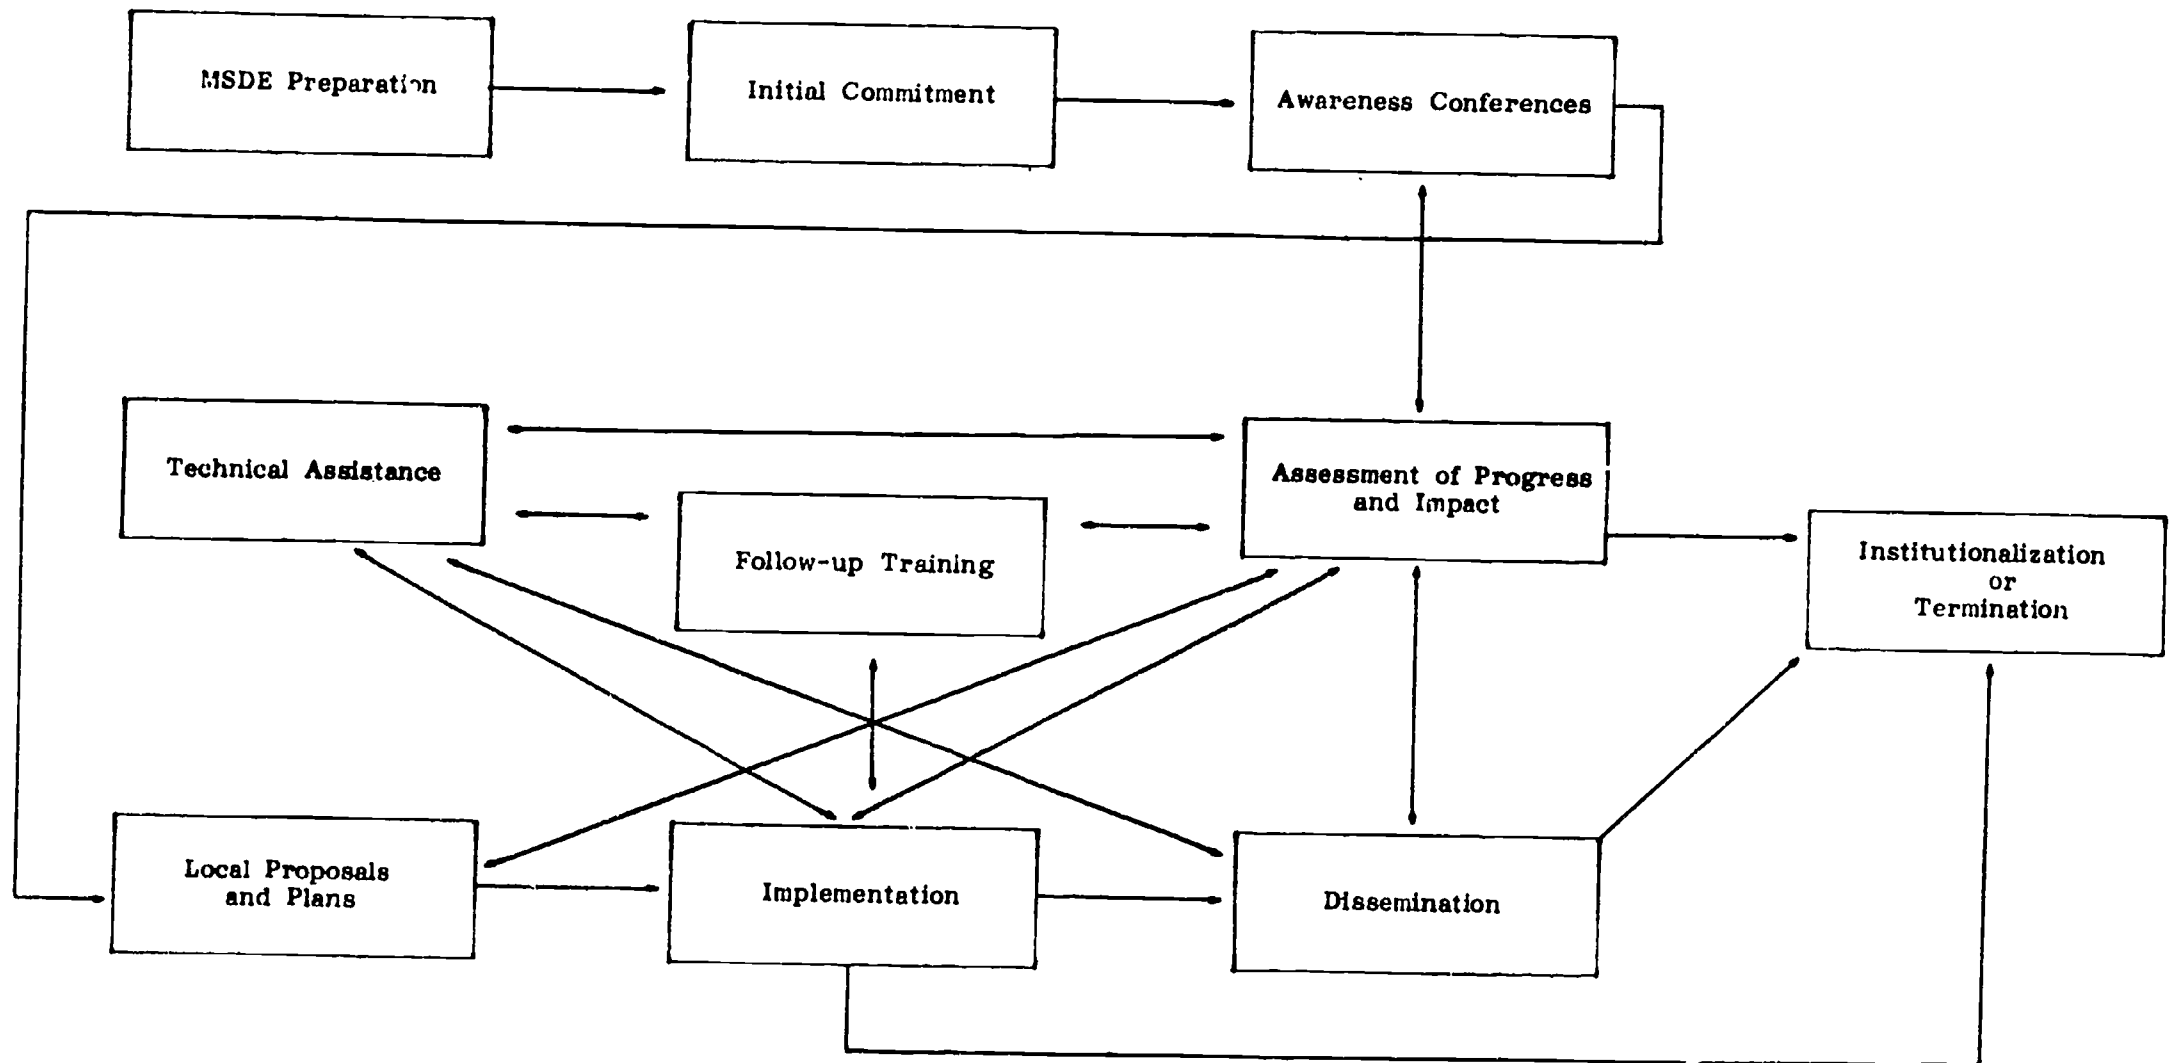 MSDE Preparation
Initial Commitment
Awareness Conferences
Technical Assistance
Assessment of Progress
and Impact
Follow-up Training
Institutionalization
or
Termination
Local Proposals
and Plans
Implementation
Dissemination